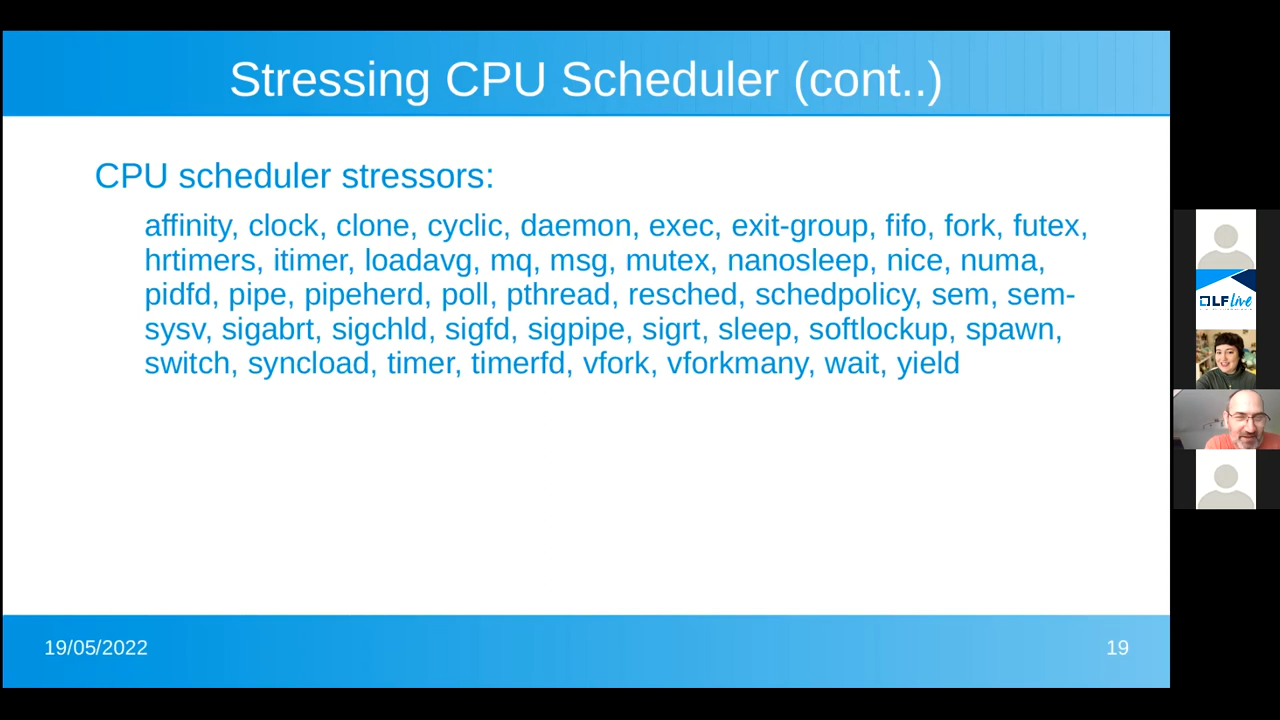 Stressing CPU Scheduler (cont..)
CPU scheduler stressors:
affinity, clock, clone, cyclic, daemon, exec, exit-group, fifo, fork, futex,
hrtimers, itimer, loadavg, mq, msg, mutex, nanosleep, nice, numa,
pidfd, pipe, pipeherd, poll, pthread, resched, schedpolicy, sem, sem-
sysv, sigabrt, sigchld, sigfd, sigpipe, sigrt, sleep, softlockup, spawn,
switch, syncload, timer, timerfd, vfork, vforkmany, wait, yield
LF Live
19/05/2022
19